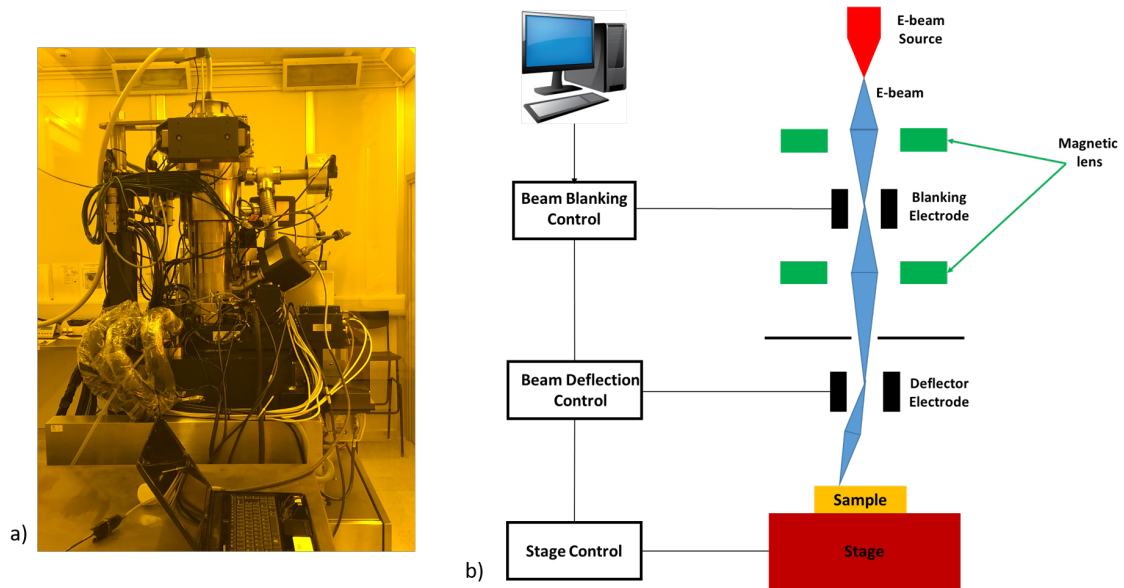 a)
E-beam
Source
E-beam
Magnetic
lens
Beam Blanking
Control
Blanking
Electrode
Beam Deflection
Control
Deflector
Electrode
Sample
Stage Control
Stage
b)